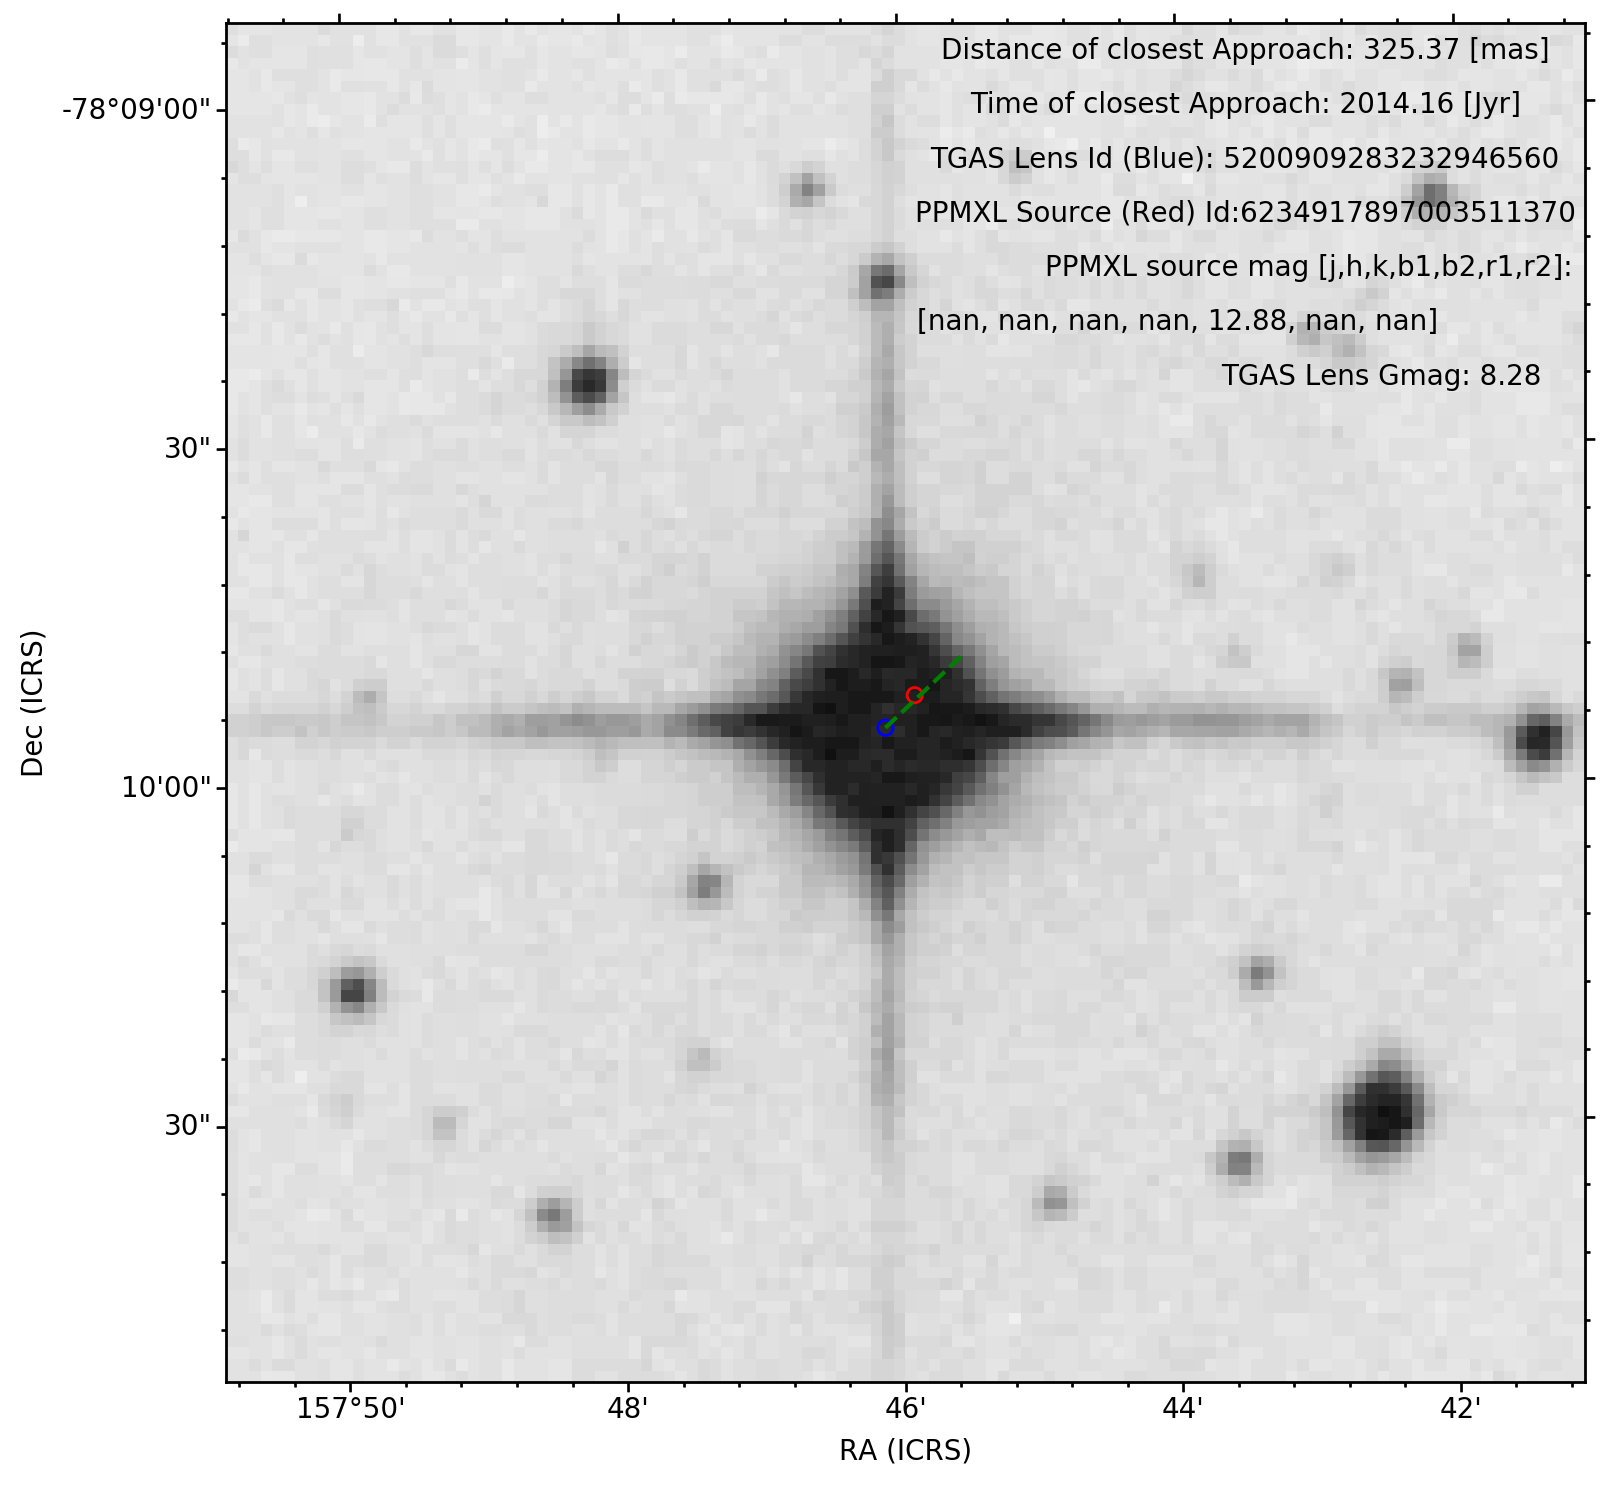 Distance of closest Approach: 325.37 [mas]
Time of closest Approach: 2014.16 [Jyr]
TGAS Lens Id (Blue): 5200909283232946560
PPMXL Source (Red) Id:6234917897003511370
PPMXL source mag [j,h,k,b1,b2,r1,r2]:
[nan, nan, nan, nan, 12.88, nan, nan]
TGAS Lens Gmag: 8.28
-78°09'00"
30"
10'00"
30"
Dec (ICRS)
157°50' 48' 46' 44' 42'
RA (ICRS)